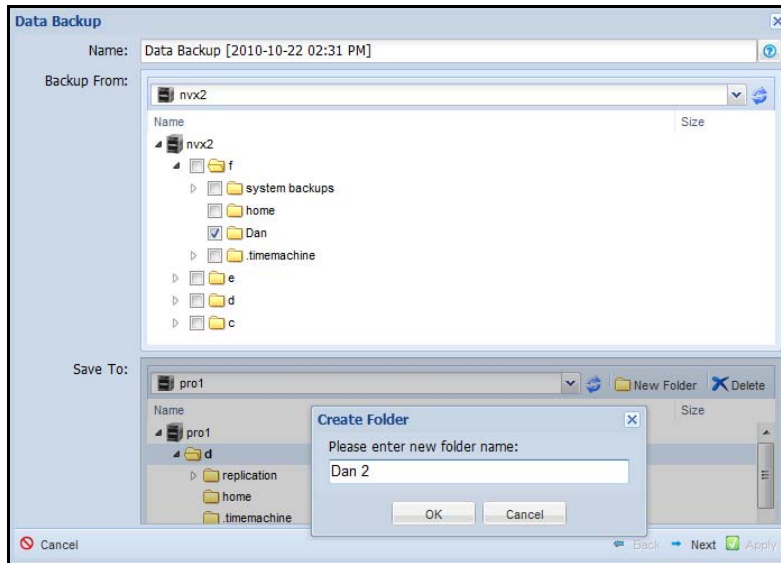 Data Backup
Name: Data Backup [2010-10-22 02:31 PM]
Backup From:
nvx2
Name Size
nvx2
f
system backups
home
Dan
.timemachine
e
d
c
Save To:
pro1 New Folder Delete
Name Size
pro1
d
replication
home
.timemachine
Create Folder
Please enter new folder name:
Dan 2
OK Cancel
Cancel Back Next Apply